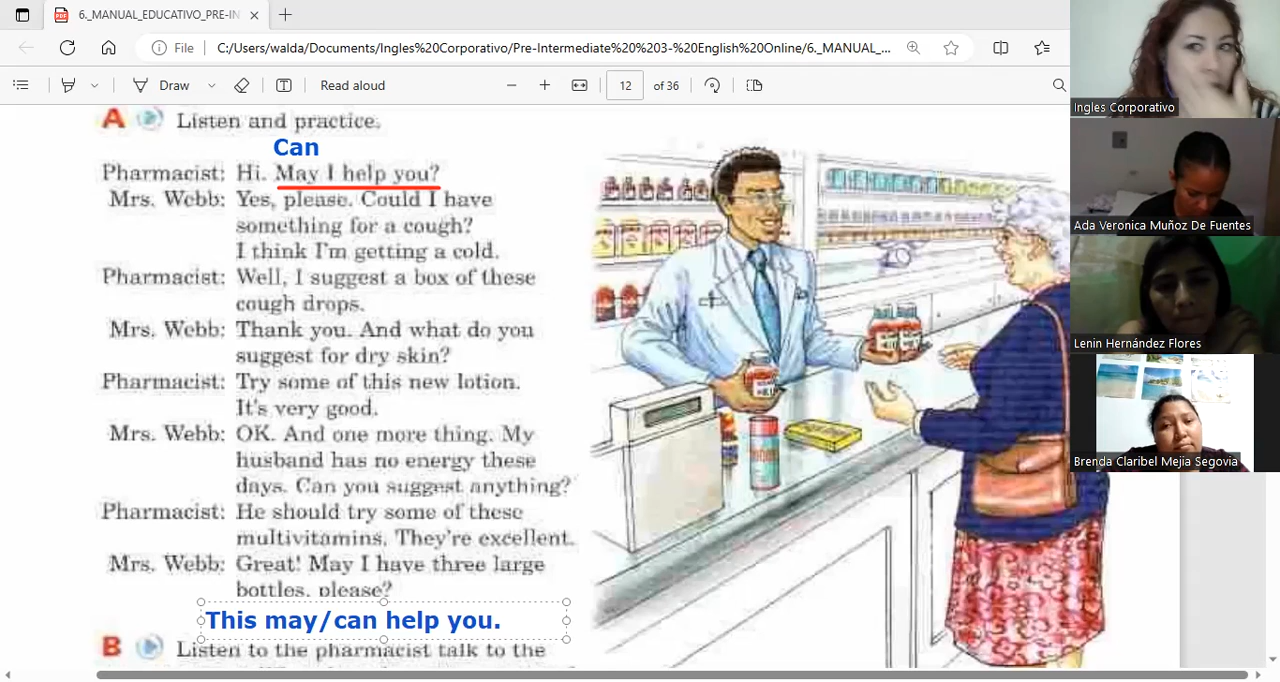 6._MANUAL_EDUCATIVO_PRE-IN
File C:/Users/walda/Documents/Ingles%20Corporativo/Pre-Intermediate%20%203-%20English%20Online/6._MANUAL_...
Draw Read aloud 12 of 36
A Listen and practice.
Can
Pharmacist: Hi. May I help you?
Mrs. Webb: Yes, please. Could I have
something for a cough?
I think I'm getting a cold.
Pharmacist: Well, I suggest a box of these
cough drops.
Mrs. Webb: Thank you. And what do you
suggest for dry skin?
Pharmacist: Try some of this new lotion.
It's very good.
Mrs. Webb: OK. And one more thing. My
husband has no energy these
days. Can you suggest anything?
Pharmacist: He should try some of these
multivitamins. They're excellent.
Mrs. Webb: Great! May I have three large
bottles, please?
This may/can help you.
B Listen to the pharmacist talk to the
Ingles Corporativo
Ada Veronica Muñoz De Fuentes
Lenin Hernández Flores
Brenda Claribel Mejia Segovia